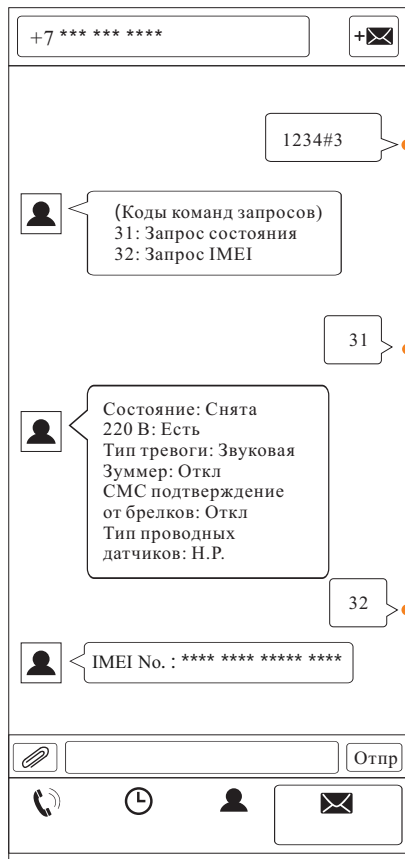 +7 *** *** ****
+
1234#3
(Коды команд запросов)
31: Запрос состояния
32: Запрос IMEI
31
Состояние: Снята
220 В: Есть
Тип тревоги: Звуковая
Зуммер: Откл
СМС подтверждение
от брелков: Откл
Тип проводных
датчиков: Н.Р.
32
IMEI No. : **** **** ***** ****
Отпр